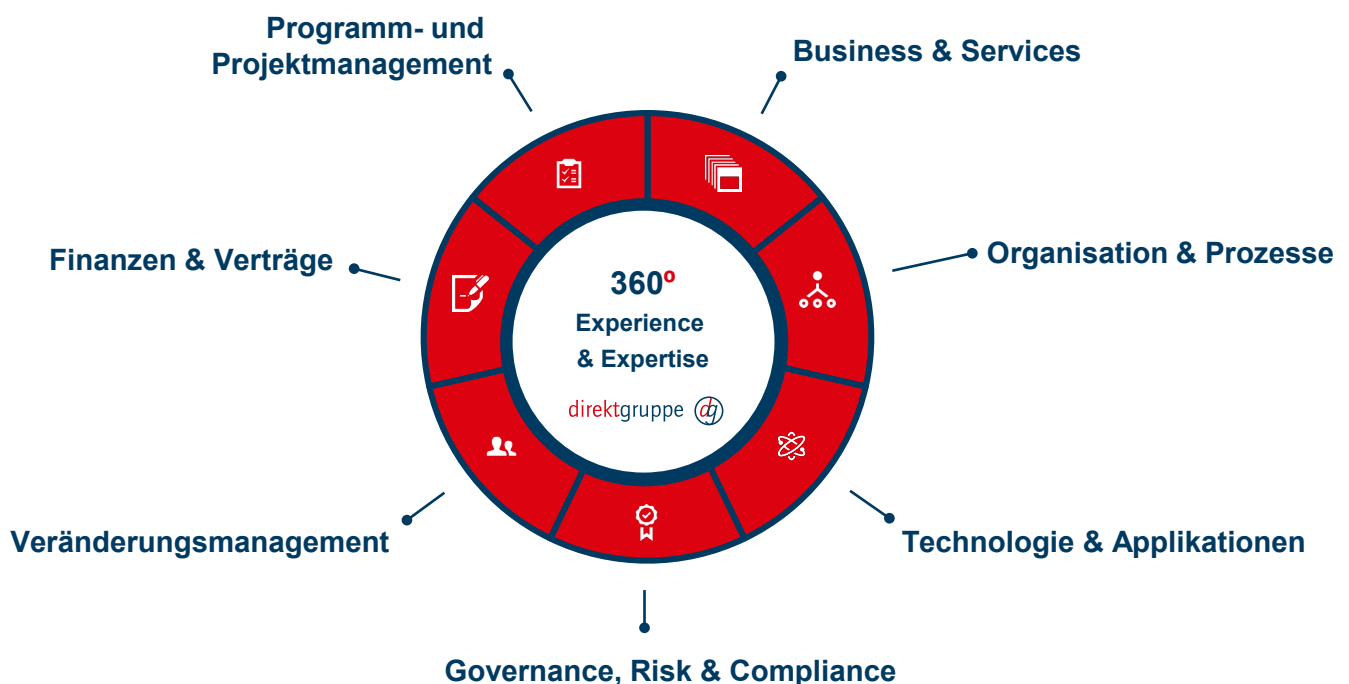 Programm- und
Projektmanagement
Business & Services
Finanzen & Verträge
Organisation & Prozesse
360º
Experience
& Expertise
direktgruppe dg
Veränderungsmanagement
Technologie & Applikationen
Governance, Risk & Compliance